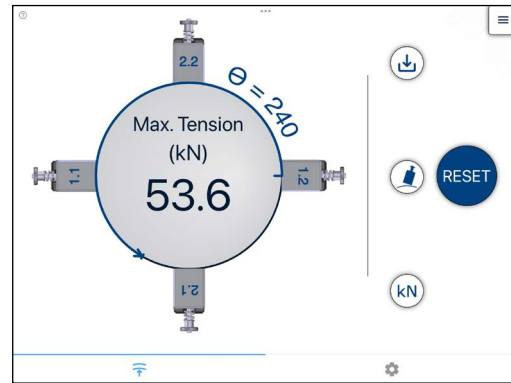 2.2
Θ = 240
Max. Tension
(kN)
53.6
1.1
1.2
2.1
RESET
kN